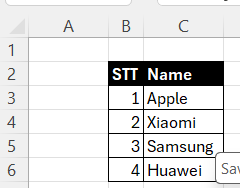 A B C
1
2 STT Name
3 1 Apple
4 2 Xiaomi
5 3 Samsung
6 4 Huawei